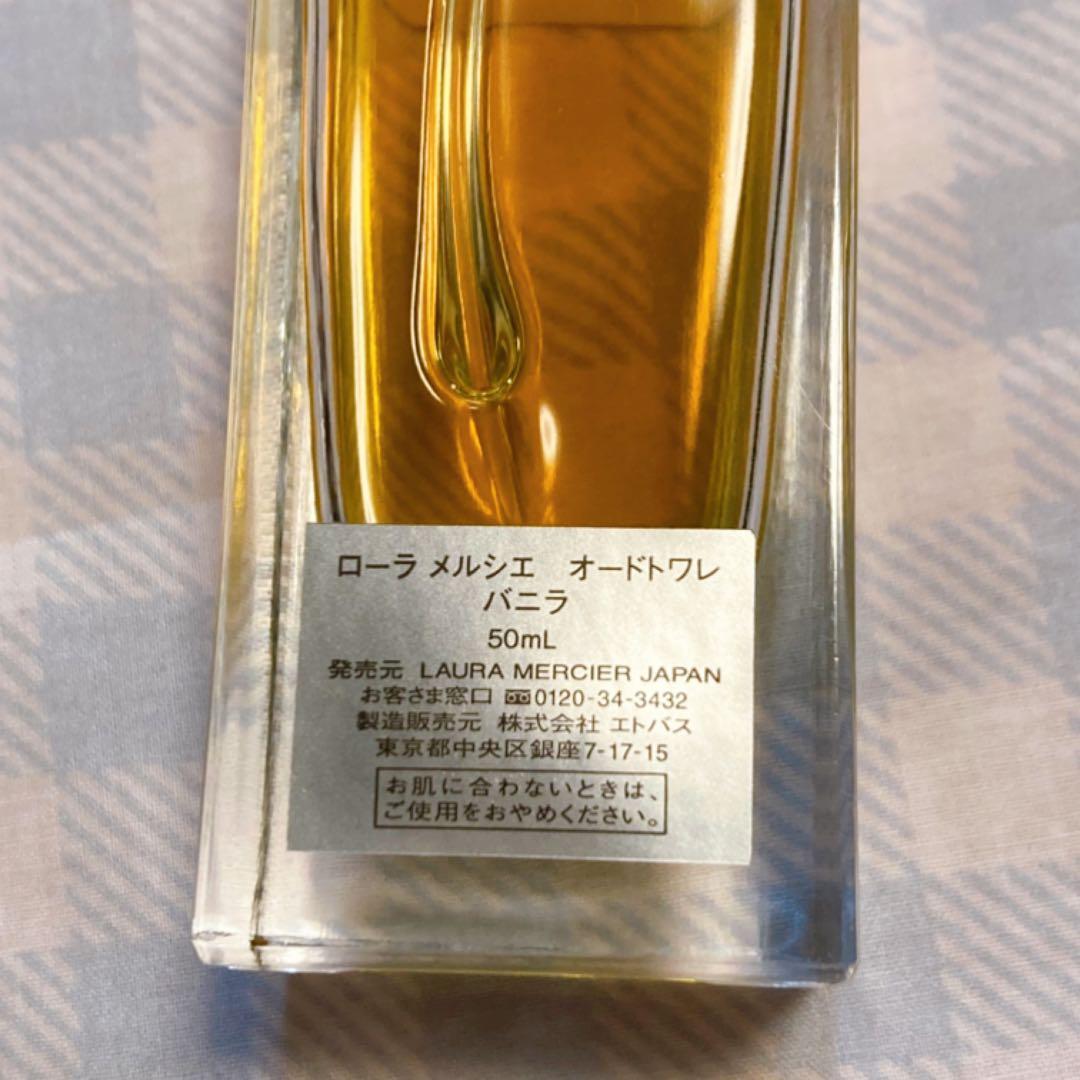 ローラ メルシエ　オードトワレ
バニラ
50mL
発売元 LAURA MERCIER JAPAN
お客さま窓口 0120-34-3432
製造販売元 株式会社 エトバス
東京都中央区銀座7-17-15
お肌に合わないときは、
ご使用をおやめください。